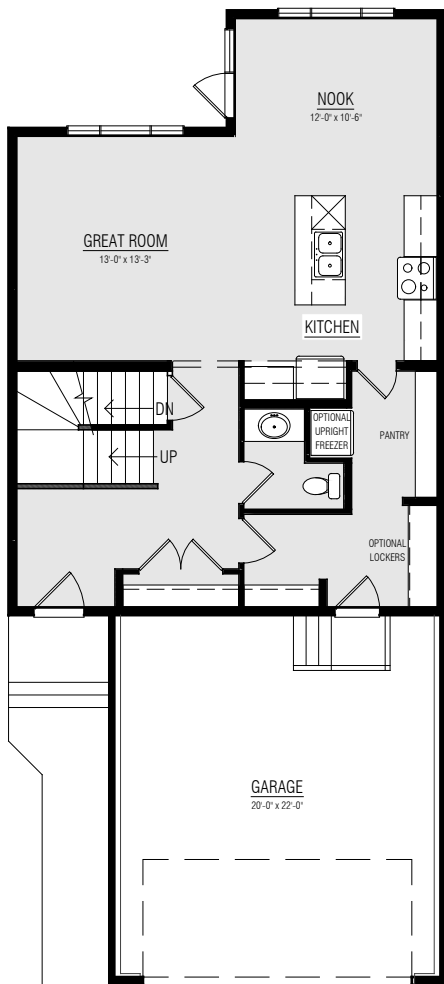 NOOK
12'-0" x 10'-6"
GREAT ROOM
13'-0" x 13'-3"
KITCHEN
DN
OPTIONAL
UPRIGHT
FREEZER
PANTRY
UP
OPTIONAL
LOCKERS
GARAGE
20'-0" x 22'-0"